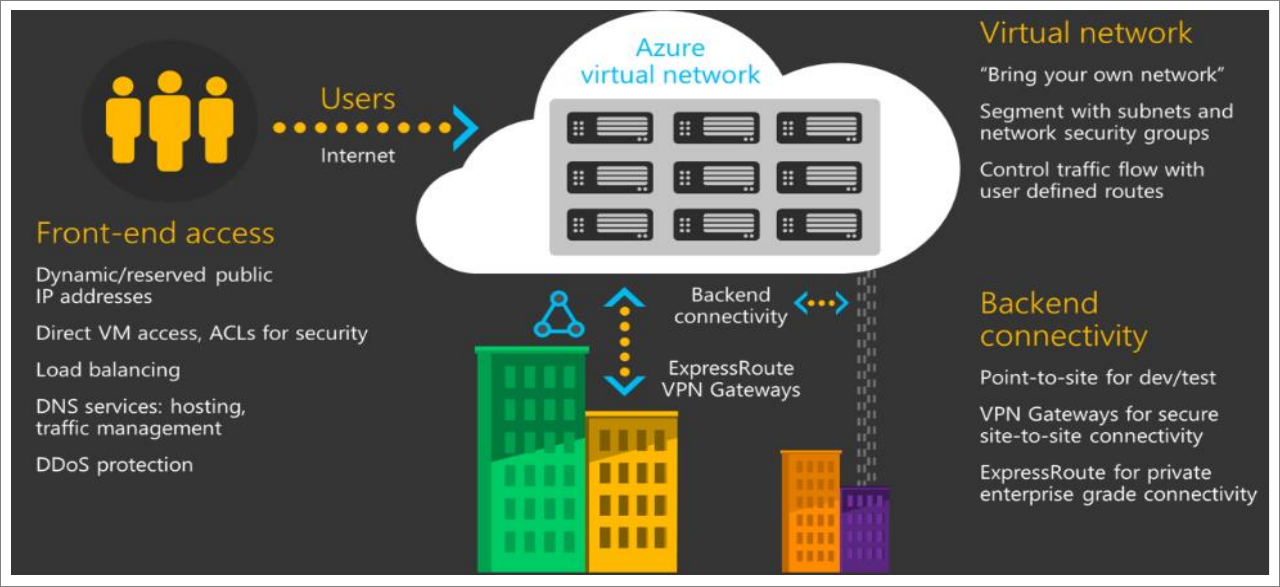 Azure
virtual network
Users
Internet
Front-end access
Dynamic/reserved public
IP addresses
Direct VM access, ACLs for security
Load balancing
DNS services: hosting,
traffic management
DDoS protection
Backend
connectivity
ExpressRoute
VPN Gateways
Virtual network
“Bring your own network”
Segment with subnets and
network security groups
Control traffic flow with
user defined routes
Backend
connectivity
Point-to-site for dev/test
VPN Gateways for secure
site-to-site connectivity
ExpressRoute for private
enterprise grade connectivity